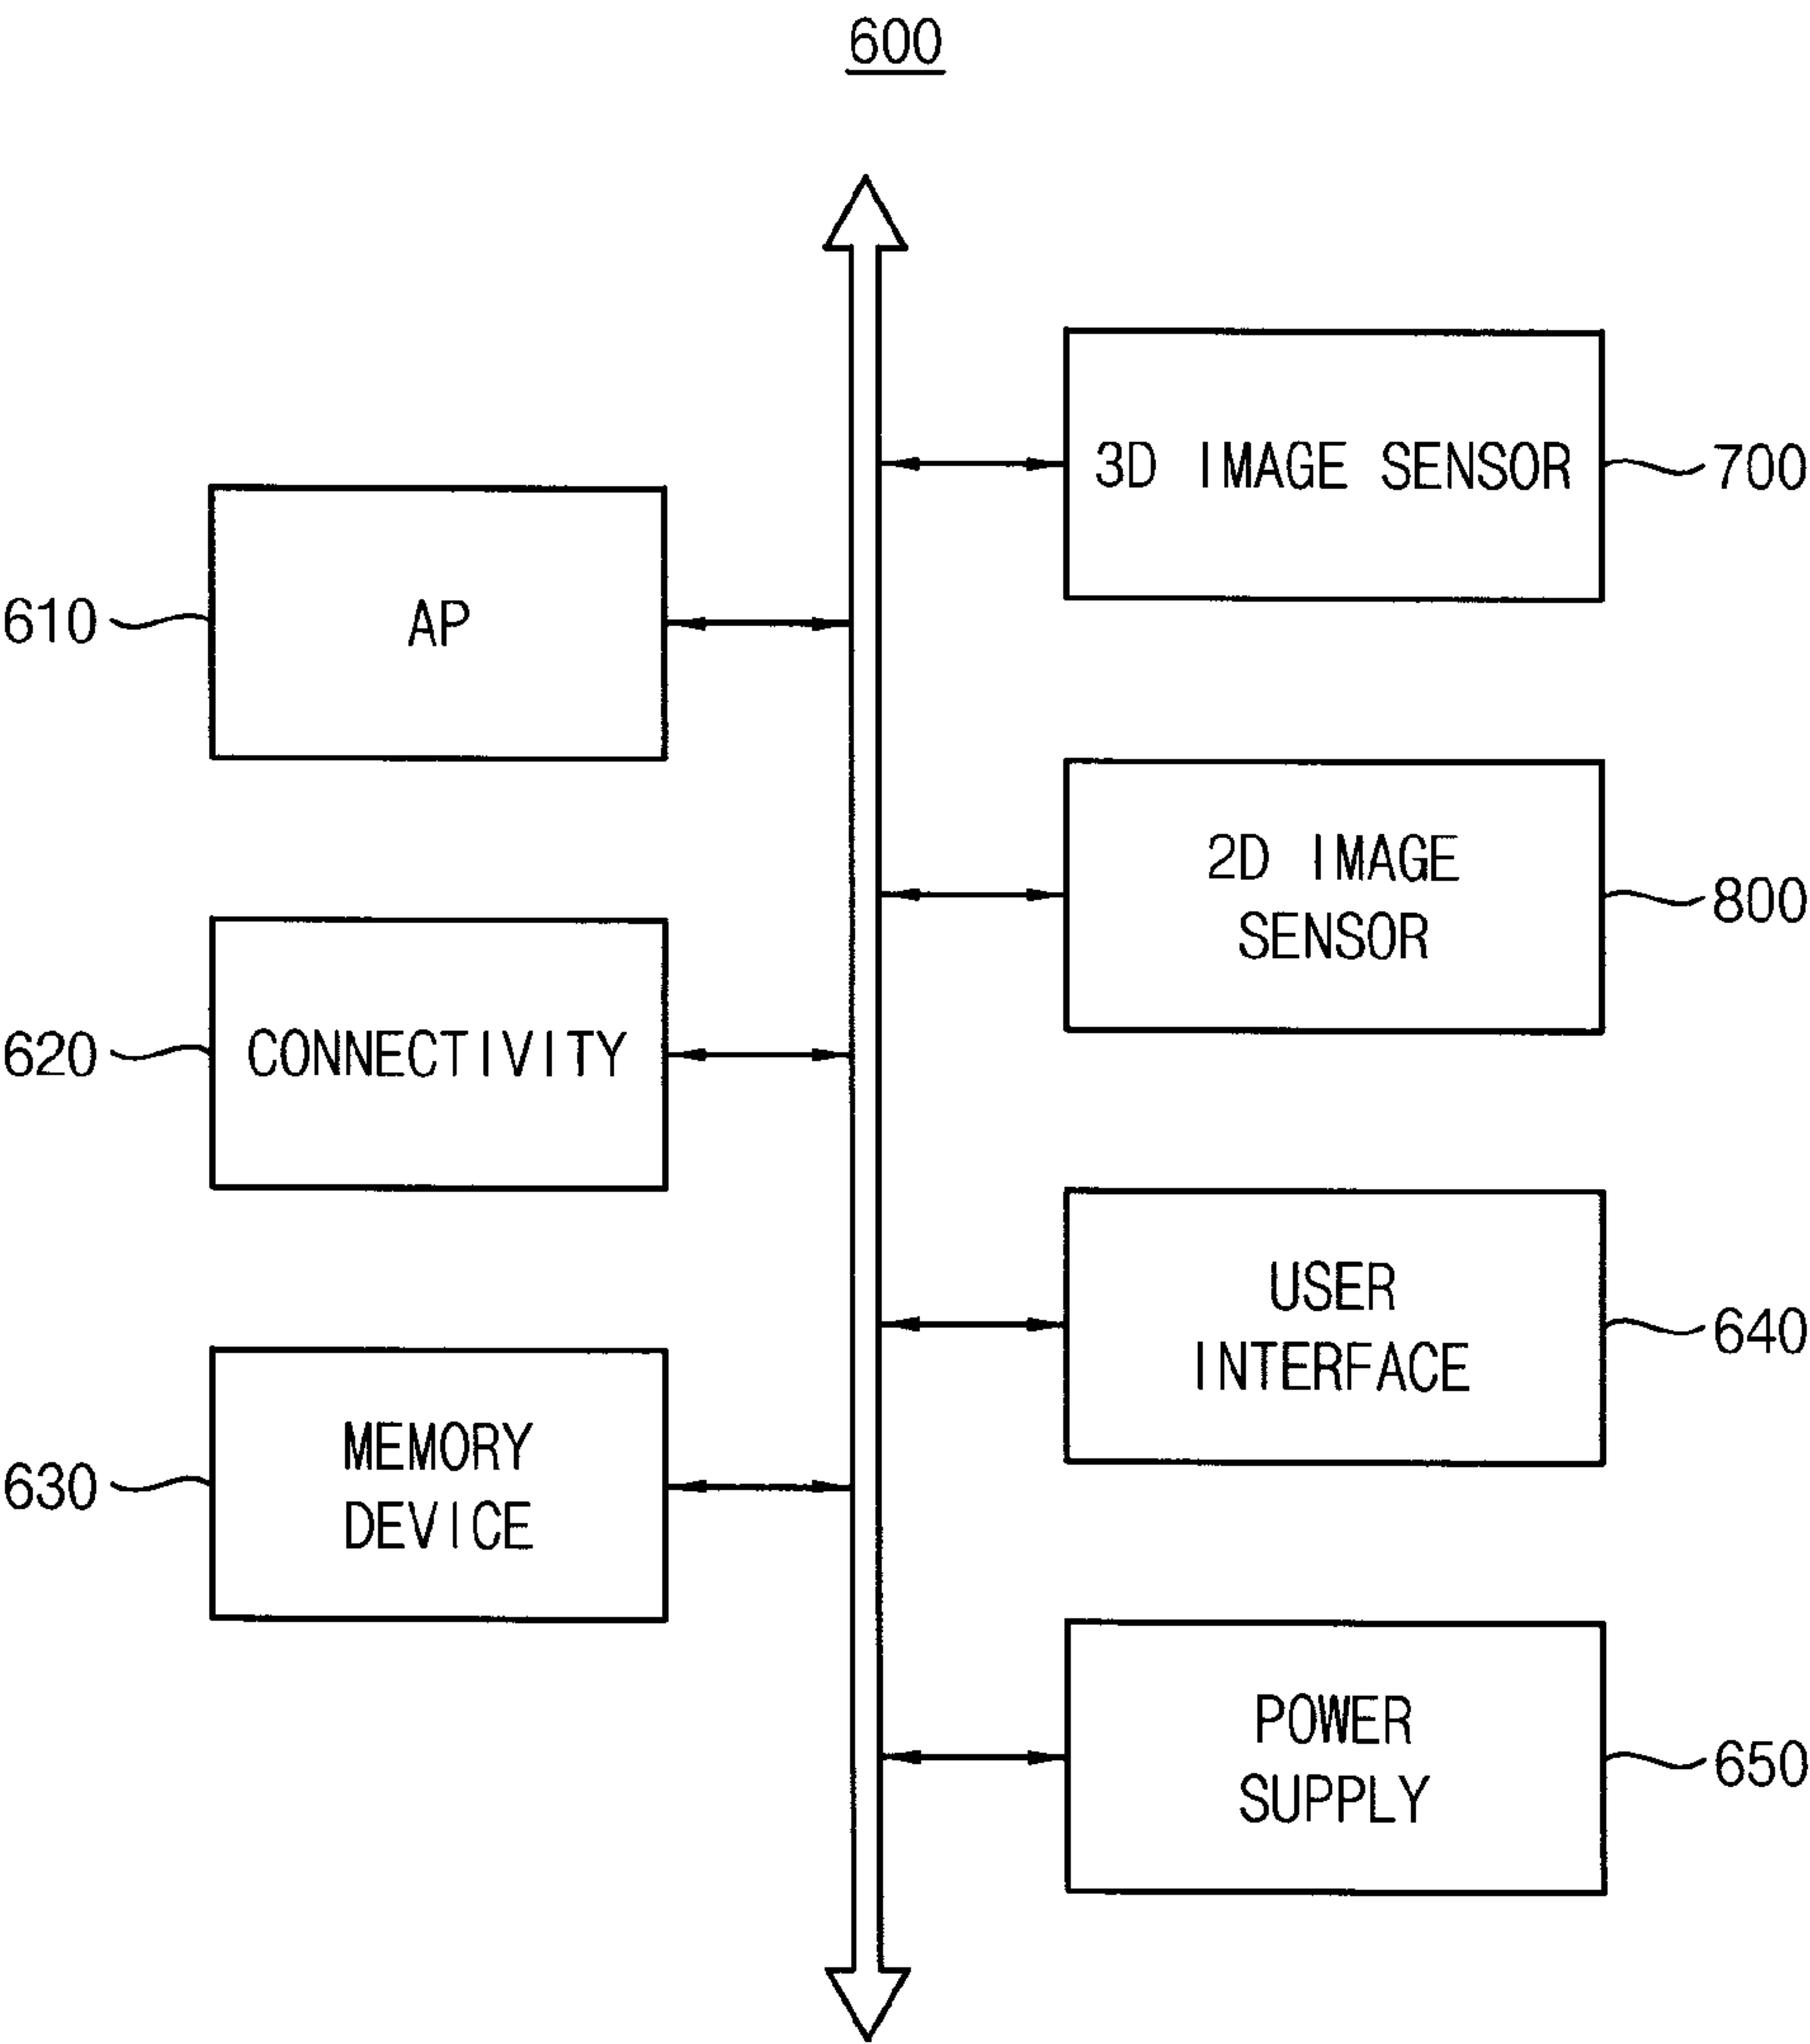 600
3D IMAGE SENSOR
700
610
AP
2D IMAGE
SENSOR
800
620
CONNECTIVITY
USER
INTERFACE
640
630
MEMORY
DEVICE
POWER
SUPPLY
650